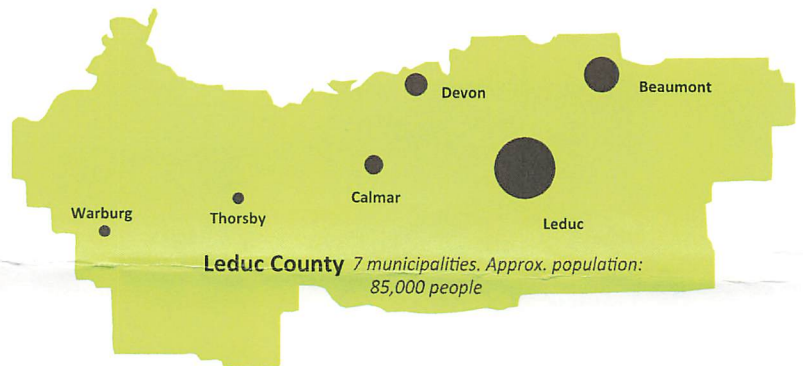 Devon
Beaumont
Calmar
Leduc
Warburg
Thorsby
Leduc County 7 municipalities. Approx. population:
85,000 people